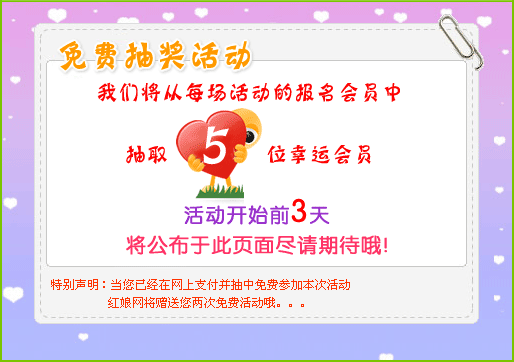 免费抽奖活动
我们将从每场活动的报名会员中
抽取 5 位幸运会员
活动开始前3天
将公布于此页面尽请期待哦!
特别声明：当您已经在网上支付并抽中免费参加本次活动
红娘网将赠送您两次免费活动哦。。。